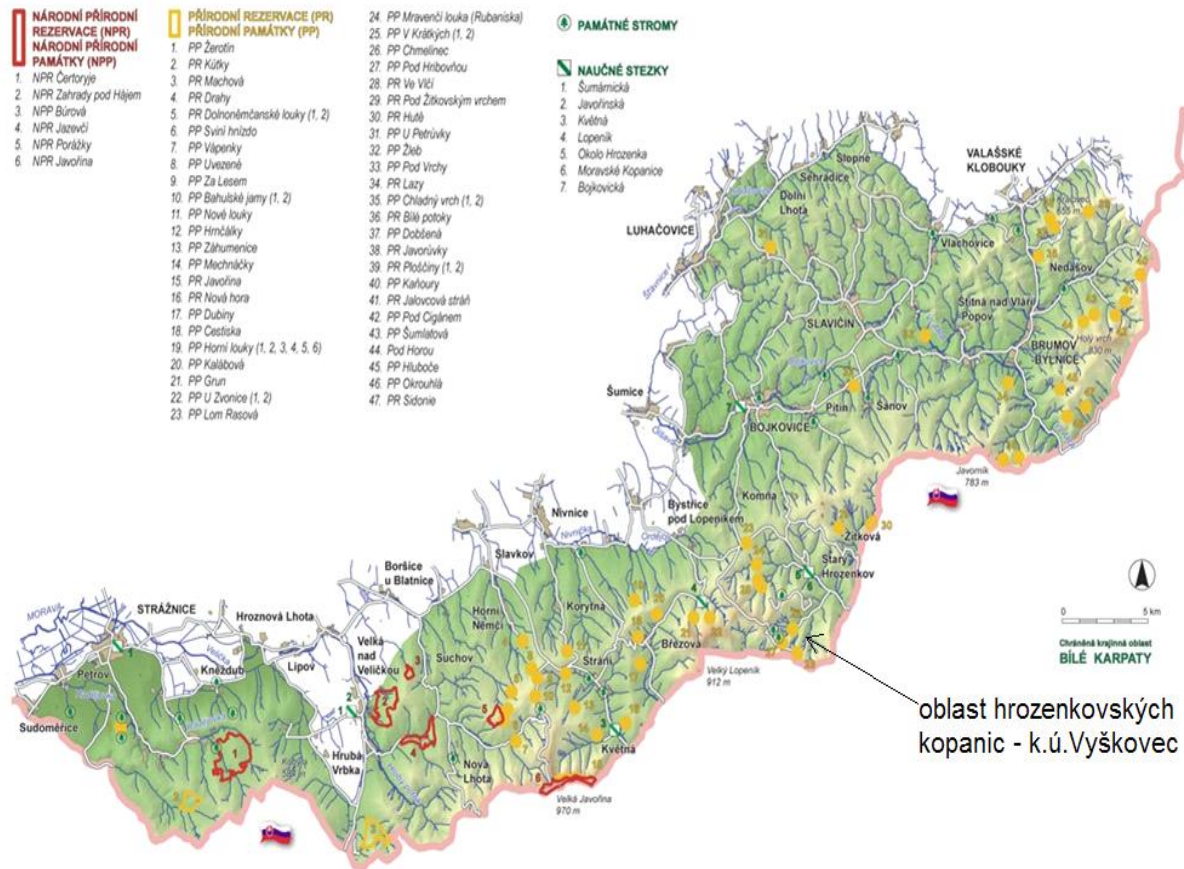 NÁRODNÍ PŘÍRODNÍ
REZERVACE (NPR)
NÁRODNÍ PŘÍRODNÍ
PAMÁTKY (NPP)
1. NPR Čertoryje
2. NPR Zahrady pod Hájem
3. NPP Búrová
4. NPR Jazevčí
5. NPR Porážky
6. NPR Javořina
PŘÍRODNÍ REZERVACE (PR)
PŘÍRODNÍ PAMÁTKY (PP)
1. PP Žerotín
2. PR Kútky
3. PR Machová
4. PR Drahy
5. PR Dolnoněmčanské louky (1, 2)
6. PP Sviní hnízdo
7. PP Vápenky
8. PP Uvezené
9. PP Za Lesem
10. PP Bahulské jamy (1, 2)
11. PP Nové louky
12. PP Hrnčálky
13. PP Záhumenice
14. PP Mechnáčky
15. PR Javořina
16. PR Nová hora
17. PP Dubiny
18. PP Cestiska
19. PP Horní louky (1, 2, 3, 4, 5, 6)
20. PP Kalábová
21. PP Grun
22. PP U Zvonice (1, 2)
23. PP Lom Rasová
24. PP Mravenčí louka (Rubaniska)
25. PP V Krátkých (1, 2)
26. PP Chmelinec
27. PP Pod Hribovňou
28. PR Ve Vlčí
29. PR Pod Žitkovským vrchem
30. PR Hutě
31. PP U Petrůvky
32. PP Žleb
33. PP Pod Vrchy
34. PR Lazy
35. PP Chladný vrch (1, 2)
36. PR Bílé potoky
37. PP Dobšená
38. PR Javorůvky
39. PR Ploščiny (1, 2)
40. PP Kaňoury
41. PR Jalovcová stráň
42. PP Pod Cigánem
43. PP Šumlatová
44. Pod Horou
45. PP Hluboče
46. PP Okrouhlá
47. PR Sidonie
PAMÁTNÉ STROMY
NAUČNÉ STEZKY
1. Šumárnická
2. Javořinská
3. Květná
4. Lopeník
5. Okolo Hrozenka
6. Moravské Kopanice
7. Bojkovická
Slopné
Sehradice
Dolní
Lhota
VALAŠSKÉ
KLOBOUKY
LUHAČOVICE
Vlachovice
Nedašov
Štítná nad Vláří
Popov
SLAVIČÍN
BRUMOV
BYLNICE
Holý vrch
830 m
Šumice
7
BOJKOVICE
Pitín
Šanov
Javorník
783 m
Komňa
Bystřice
pod Lopeníkem
Nivnice
Nivnička
Slavkov
Žitková
30
Starý
Hrozenkov
Boršice
u Blatnice
Horní
Němčí
Korytná
MORAVA
STRÁŽNICE
Hroznová Lhota
Velká
nad
Veličkou
Lipov
Kněždub
Petrov
Sudoměřice
Suchov
Strání
Březová
Velký Lopeník
912 m
Květná
Nová
Lhota
Hrubá
Vrbka
Velká Javořina
970 m
0 5 km
Chráněná krajinná oblast
BÍLÉ KARPATY
oblast hrozenkovských
kopanic - k.ú.Vyškovec